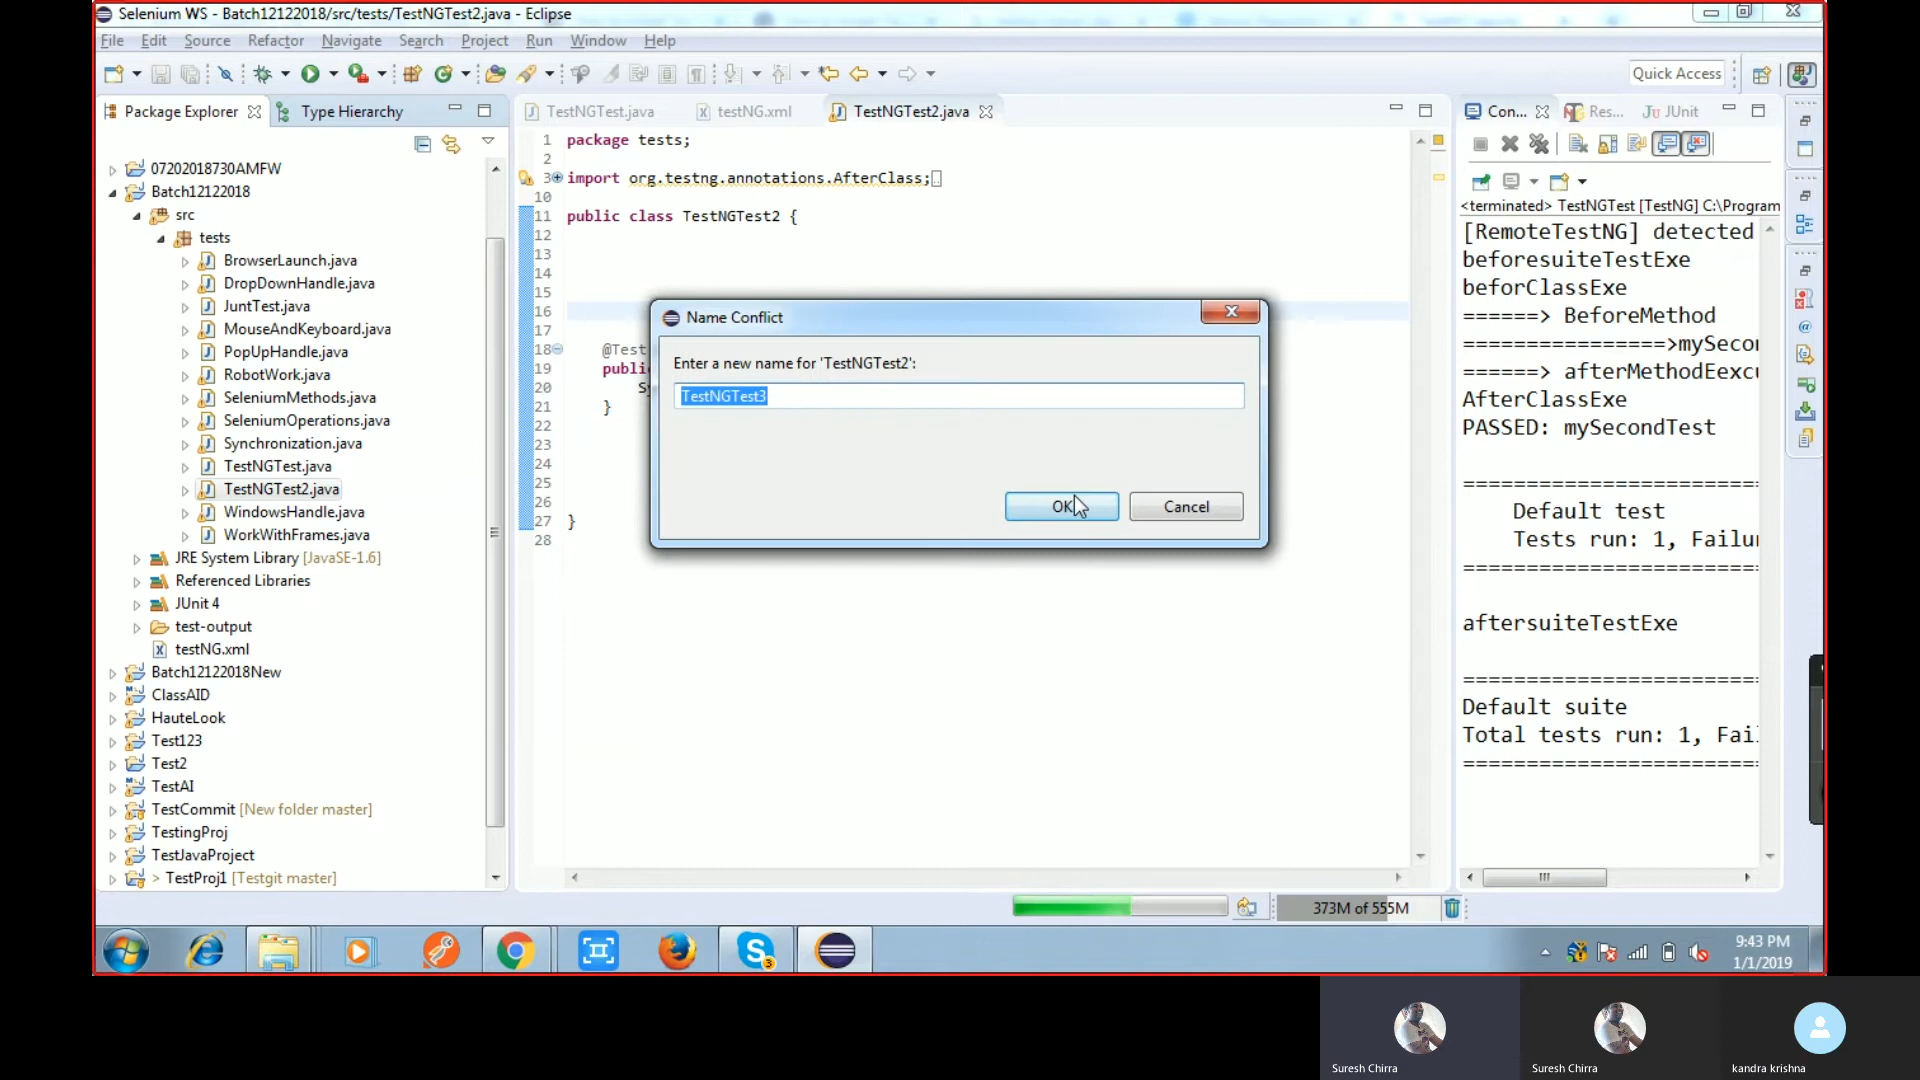 Selenium WS - Batch12122018/src/tests/TestNGTest2.java - Eclipse
File Edit Source Refactor Navigate Search Project Run Window Help
Quick Access
Package Explorer Type Hierarchy
TestNGTest.java testNG.xml TestNGTest2.java
Con... Res... JUnit
07202018730AMFW
Batch12122018
src
tests
BrowserLaunch.java
DropDownHandle.java
JuntTest.java
MouseAndKeyboard.java
PopUpHandle.java
RobotWork.java
SeleniumMethods.java
SeleniumOperations.java
Synchronization.java
TestNGTest.java
TestNGTest2.java
WindowsHandle.java
WorkWithFrames.java
JRE System Library [JavaSE-1.6]
Referenced Libraries
JUnit 4
test-output
testNG.xml
Batch12122018New
ClassAID
HauteLook
Test123
Test2
TestAI
TestCommit [New folder master]
TestingProj
TestJavaProject
> TestProj1 [Testgit master]
1 package tests;
2
3 import org.testng.annotations.AfterClass;
10
11 public class TestNGTest2 {
12
13
14
15
16
17
18 @Test
19 public
20
21 }
22
23
24
25
26
27 }
28
Name Conflict
Enter a new name for 'TestNGTest2':
TestNGTest3
OK Cancel
<terminated> TestNGTest [TestNG] C:\Program
[RemoteTestNG] detected
beforesuiteTestExe
beforClassExe
======> BeforeMethod
================>mySecon
======> afterMethodEexcu
AfterClassExe
PASSED: mySecondTest
===========================
Default test
Tests run: 1, Failur
===========================
aftersuiteTestExe
===========================
Default suite
Total tests run: 1, Fai
===========================
373M of 555M
9:43 PM
1/1/2019
Suresh Chirra Suresh Chirra kandra krishna